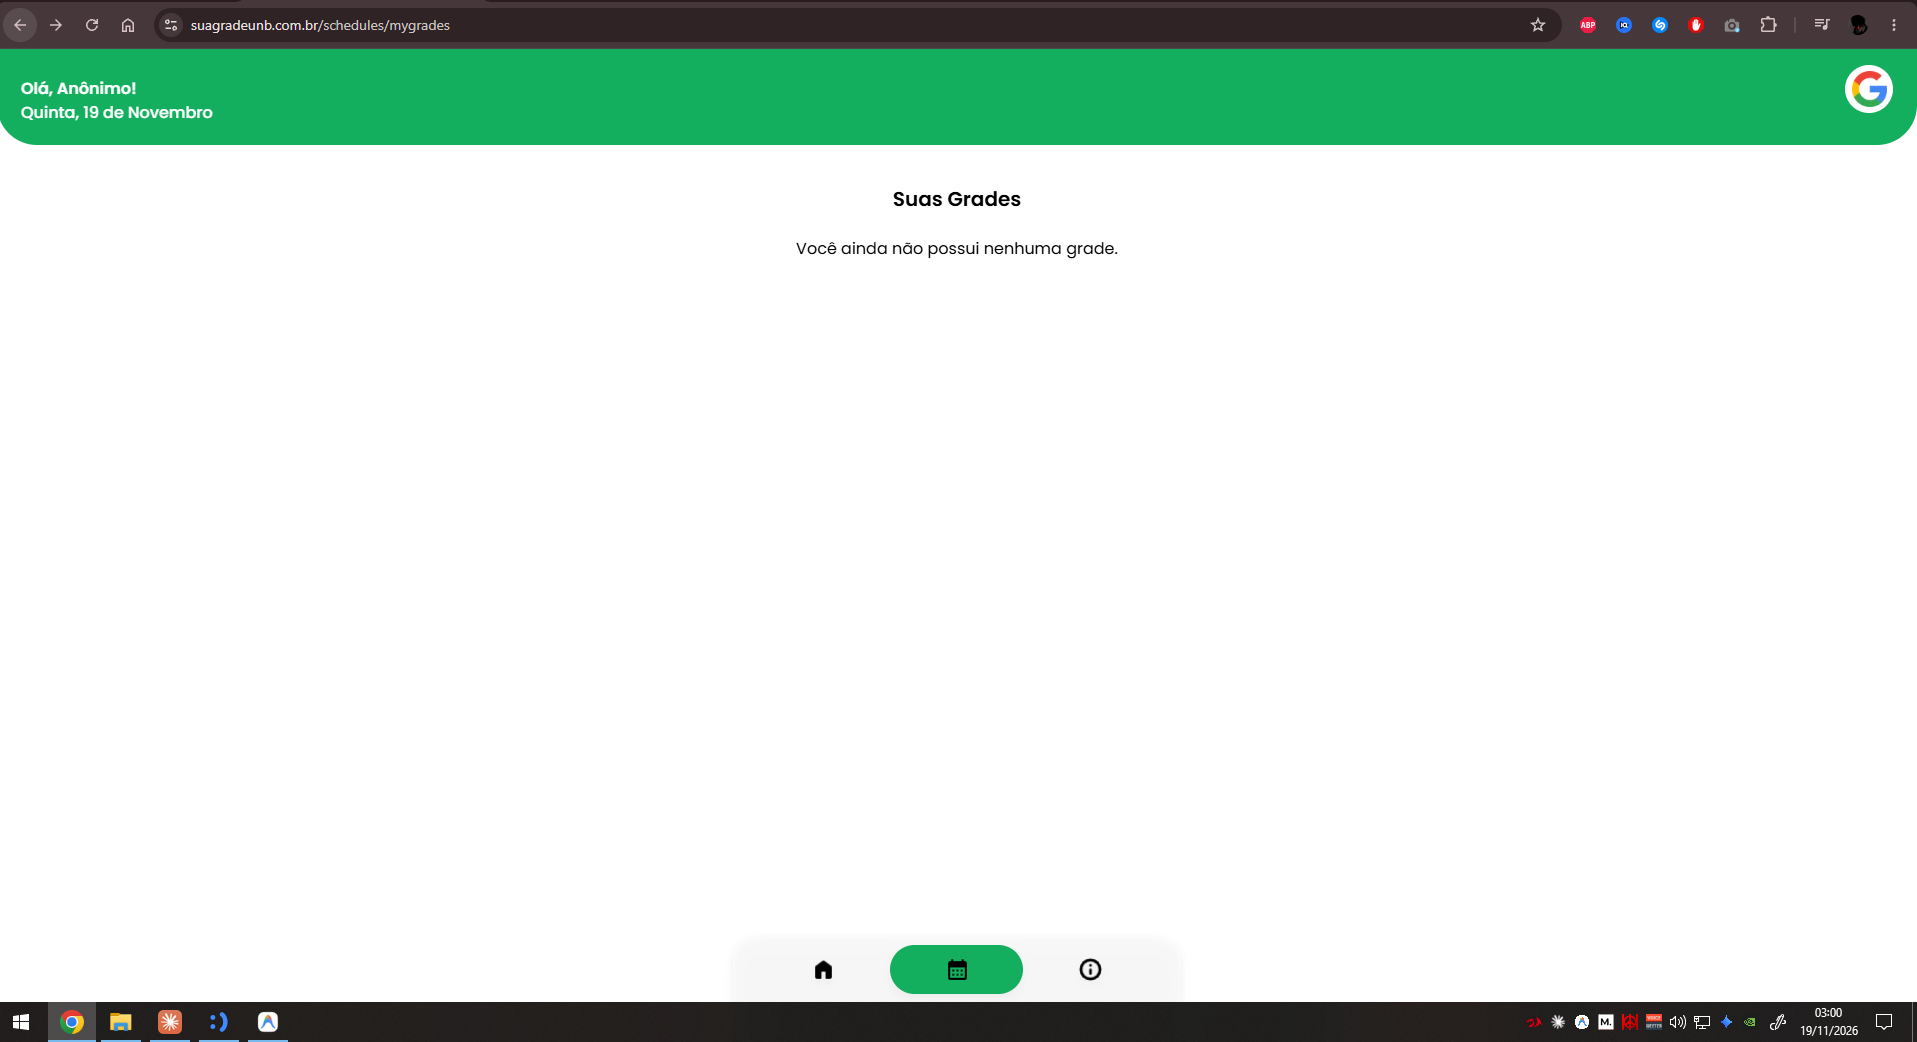 suagradeunb.com.br/schedules/mygrades
ABP
Olá, Anônimo!
Quinta, 19 de Novembro
Suas Grades
Você ainda não possui nenhuma grade.
M.
03:00
19/11/2026